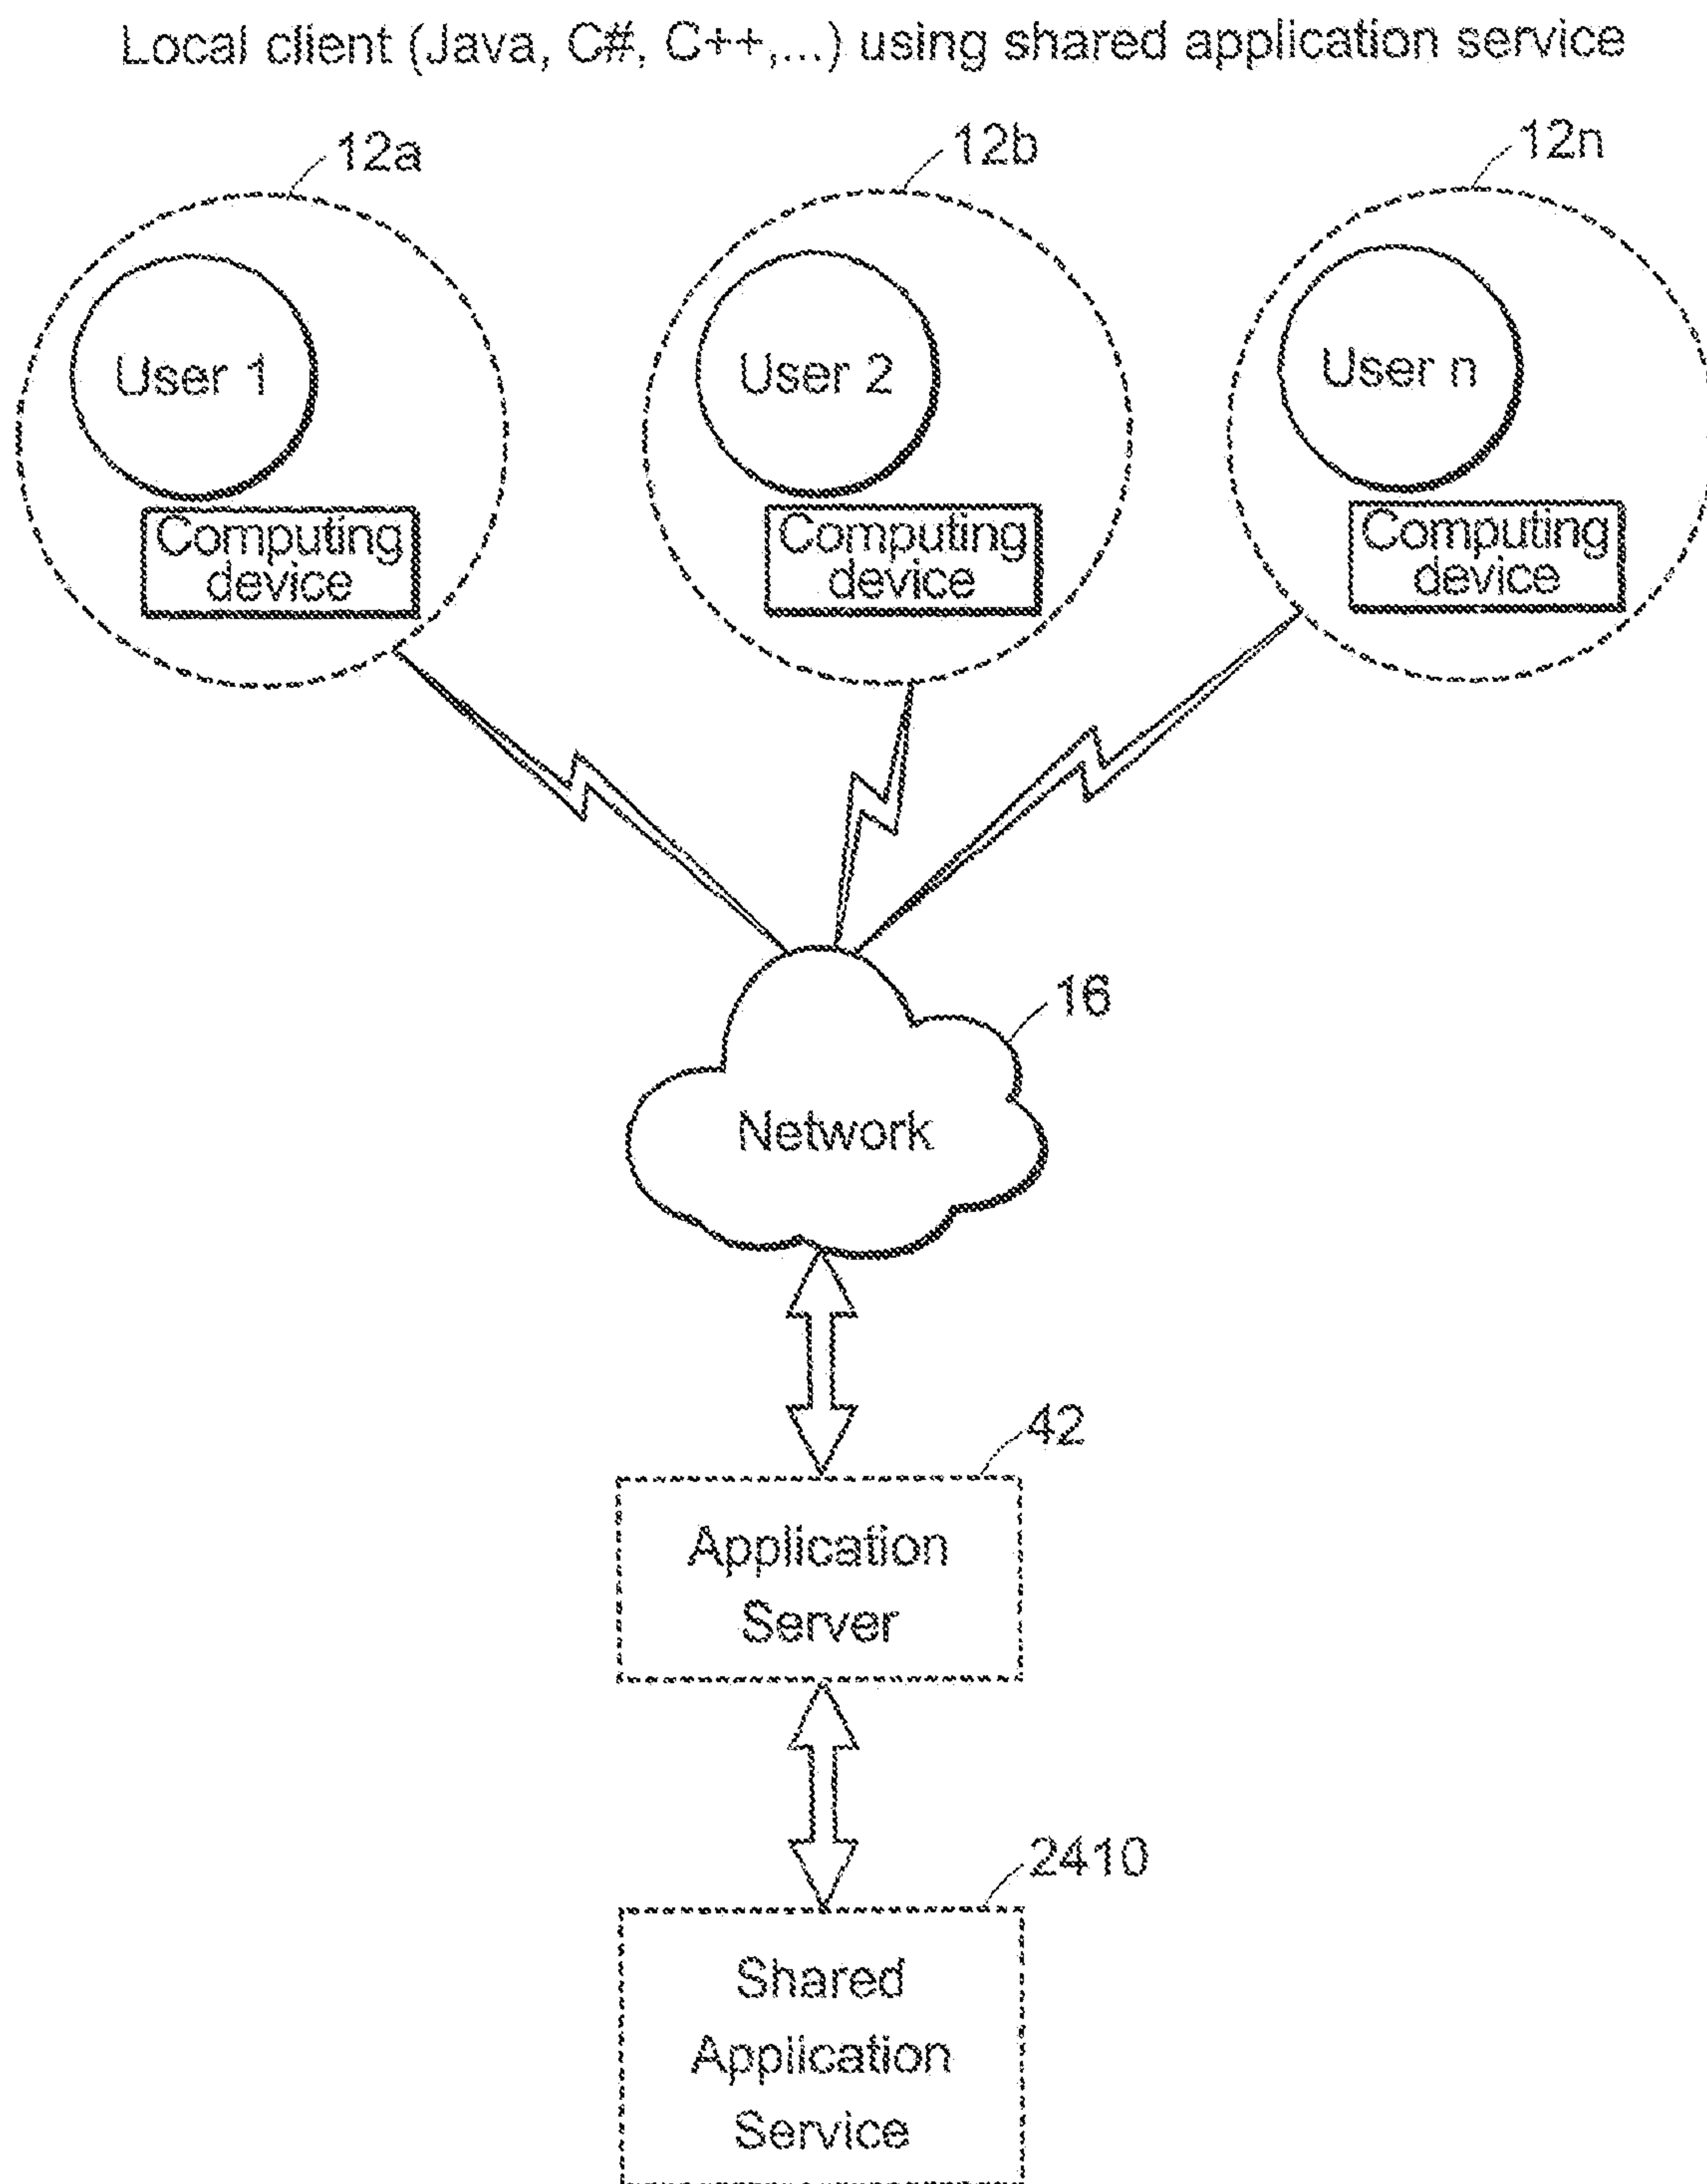 Local client (Java, C#, C++,...) using shared application service
12a
12b
12n
User 1
User 2
User n
Computing
device
Computing
device
Computing
device
16
Network
42
Application
Server
2410
Shared
Application
Service